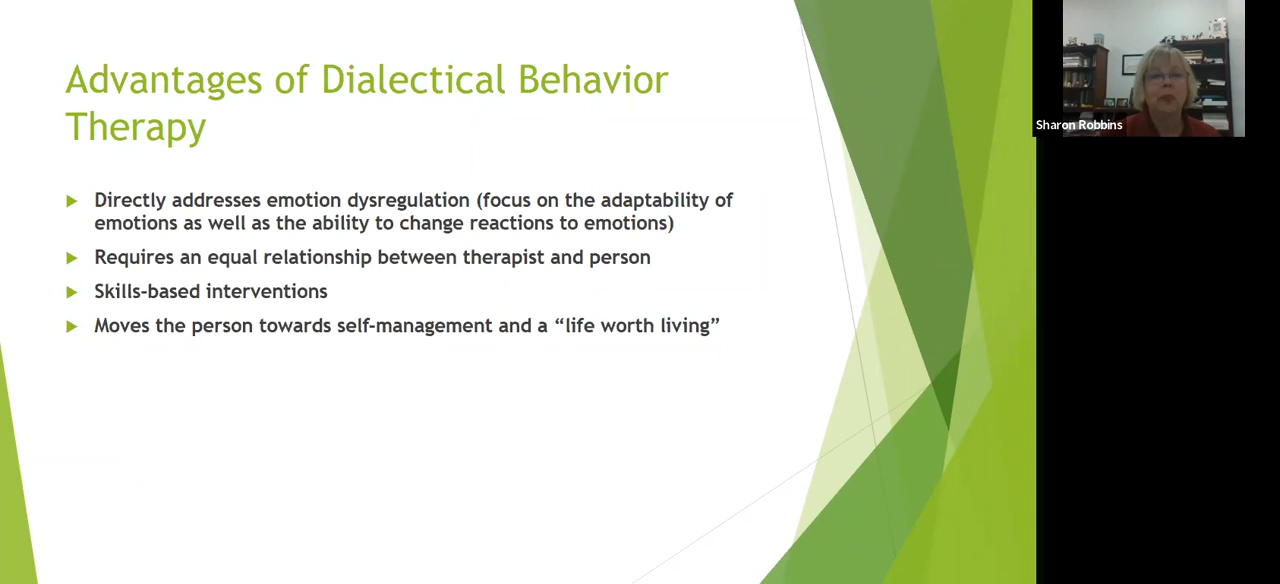 Advantages of Dialectical Behavior
Therapy
Directly addresses emotion dysregulation (focus on the adaptability of
emotions as well as the ability to change reactions to emotions)
Requires an equal relationship between therapist and person
Skills-based interventions
Moves the person towards self-management and a “life worth living”
Sharon Robbins